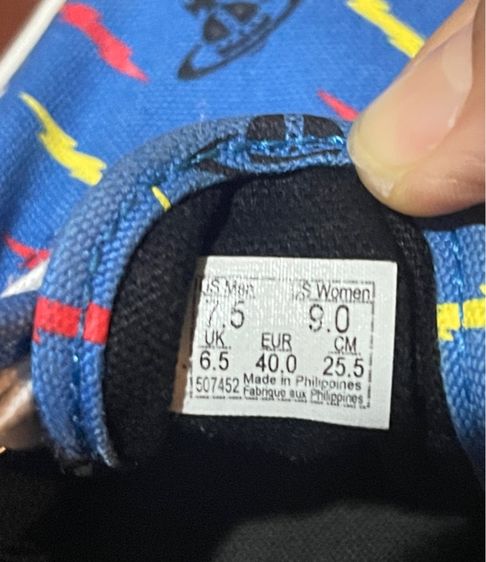 US Men US Women
7.5 9.0
UK EUR CM
6.5 40.0 25.5
507452 Made in Philippines
Fabrique aux Philippines